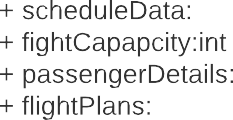 + scheduleData:
+ fightCapapcity:int
+ passengerDetails:
+ flightPlans: